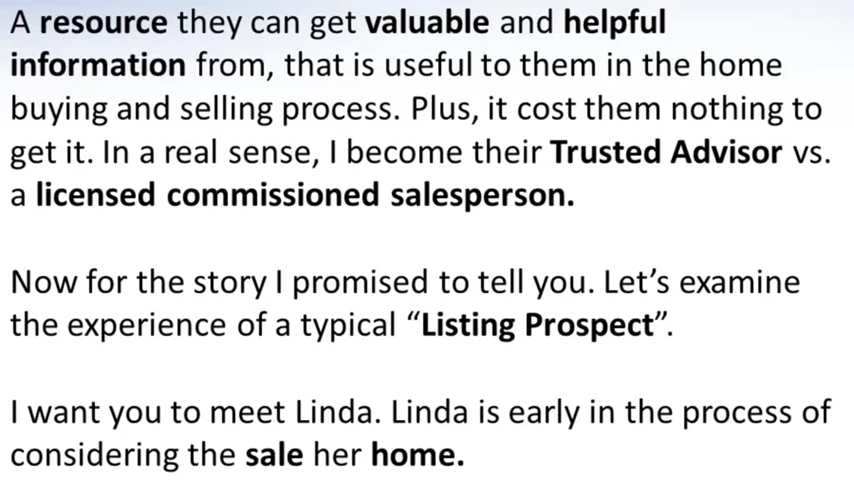 A resource they can get valuable and helpful
information from, that is useful to them in the home
buying and selling process. Plus, it cost them nothing to
get it. In a real sense, I become their Trusted Advisor vs.
a licensed commissioned salesperson.
Now for the story I promised to tell you. Let’s examine
the experience of a typical “Listing Prospect”.
I want you to meet Linda. Linda is early in the process of
considering the sale her home.